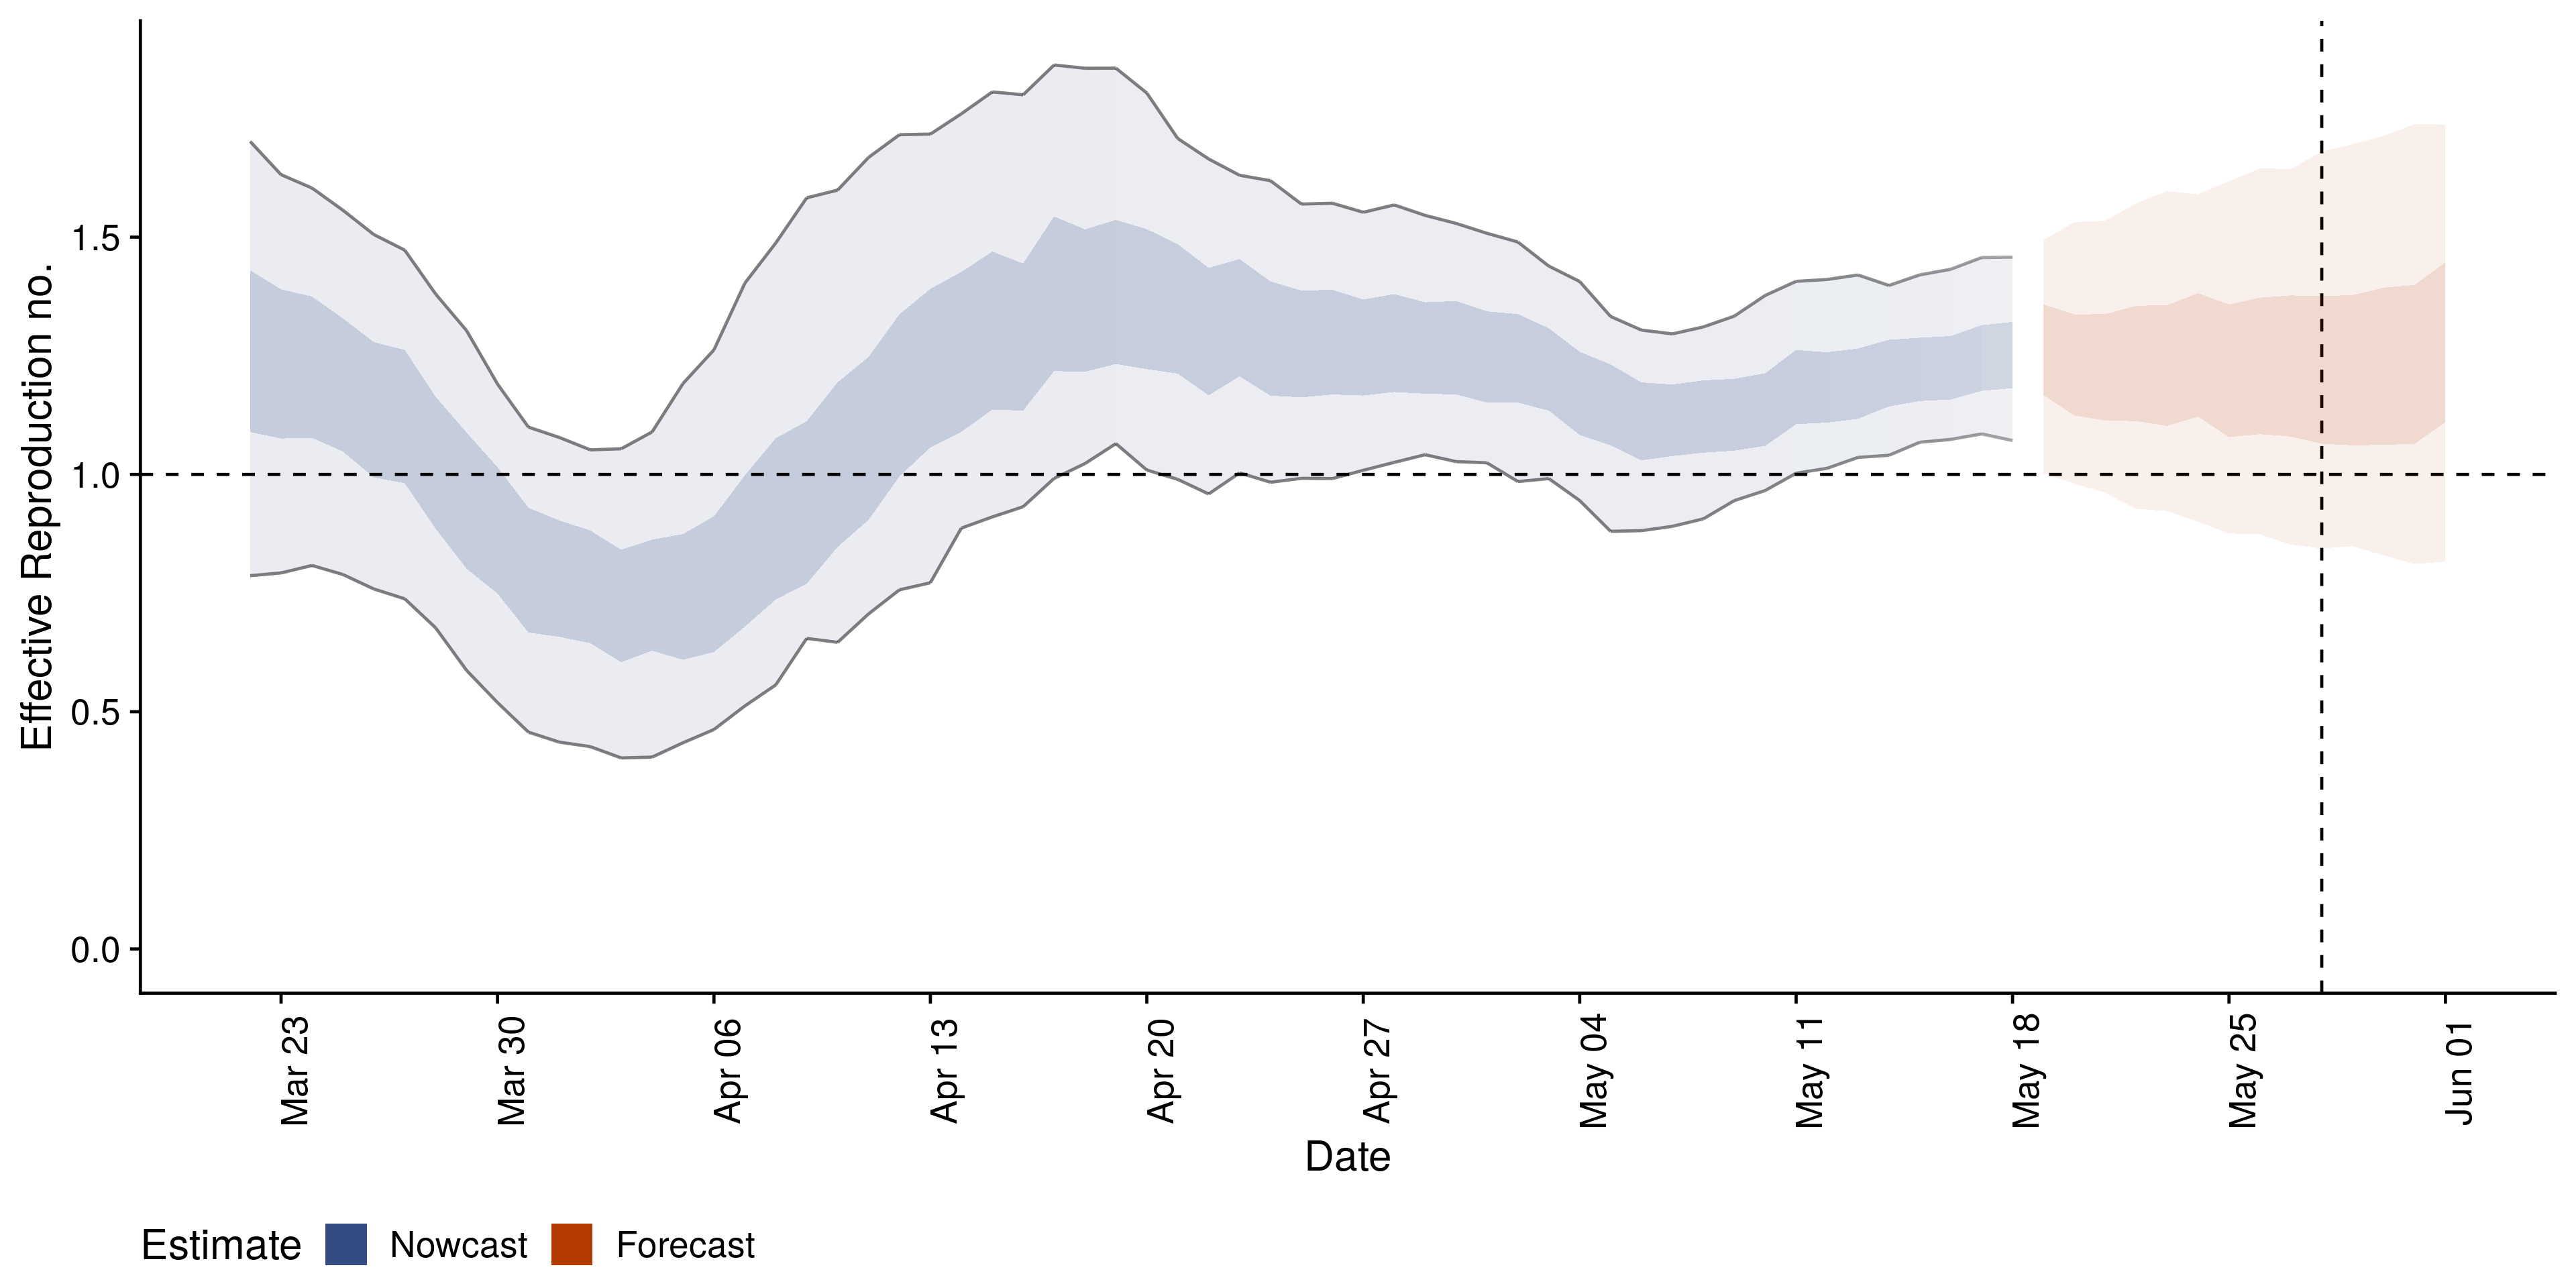 Effective Reproduction no.
1.5
1.0
0.5
0.0
Mar 23
Mar 30
Apr 06
Apr 13
Apr 20
Apr 27
May 04
May 11
May 18
May 25
Jun 01
Date
Estimate Nowcast Forecast